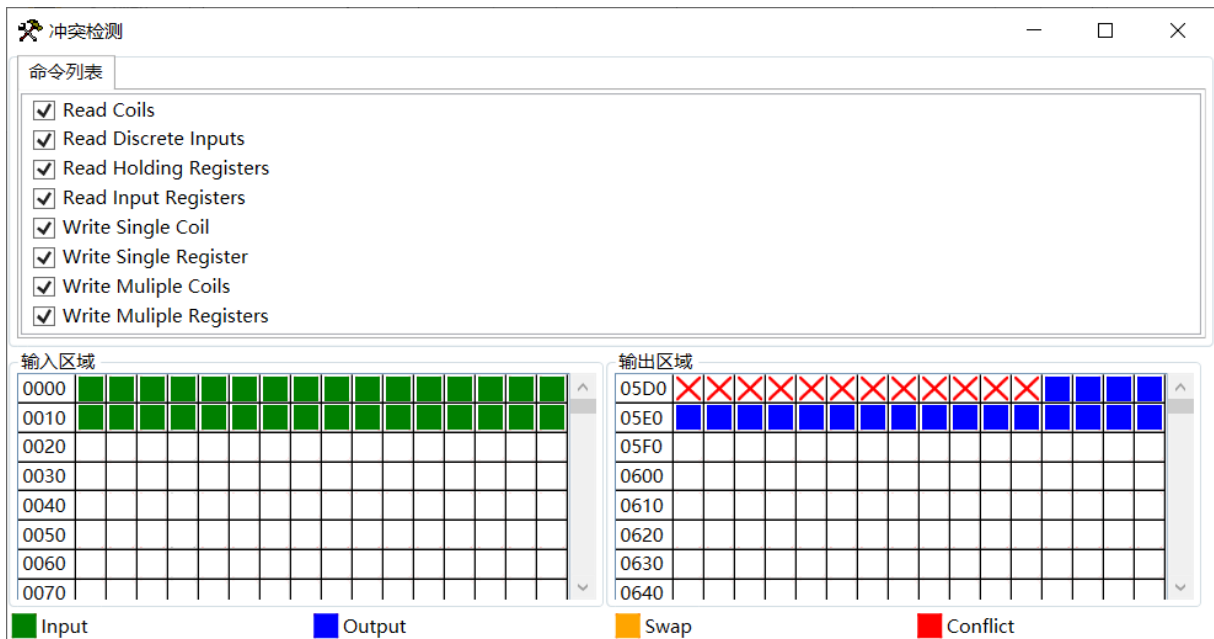 冲突检测
命令列表
Read Coils
Read Discrete Inputs
Read Holding Registers
Read Input Registers
Write Single Coil
Write Single Register
Write Muliple Coils
Write Muliple Registers
输入区域
0000
0010
0020
0030
0040
0050
0060
0070
输出区域
05D0
05E0
05F0
0600
0610
0620
0630
0640
Input Output Swap Conflict